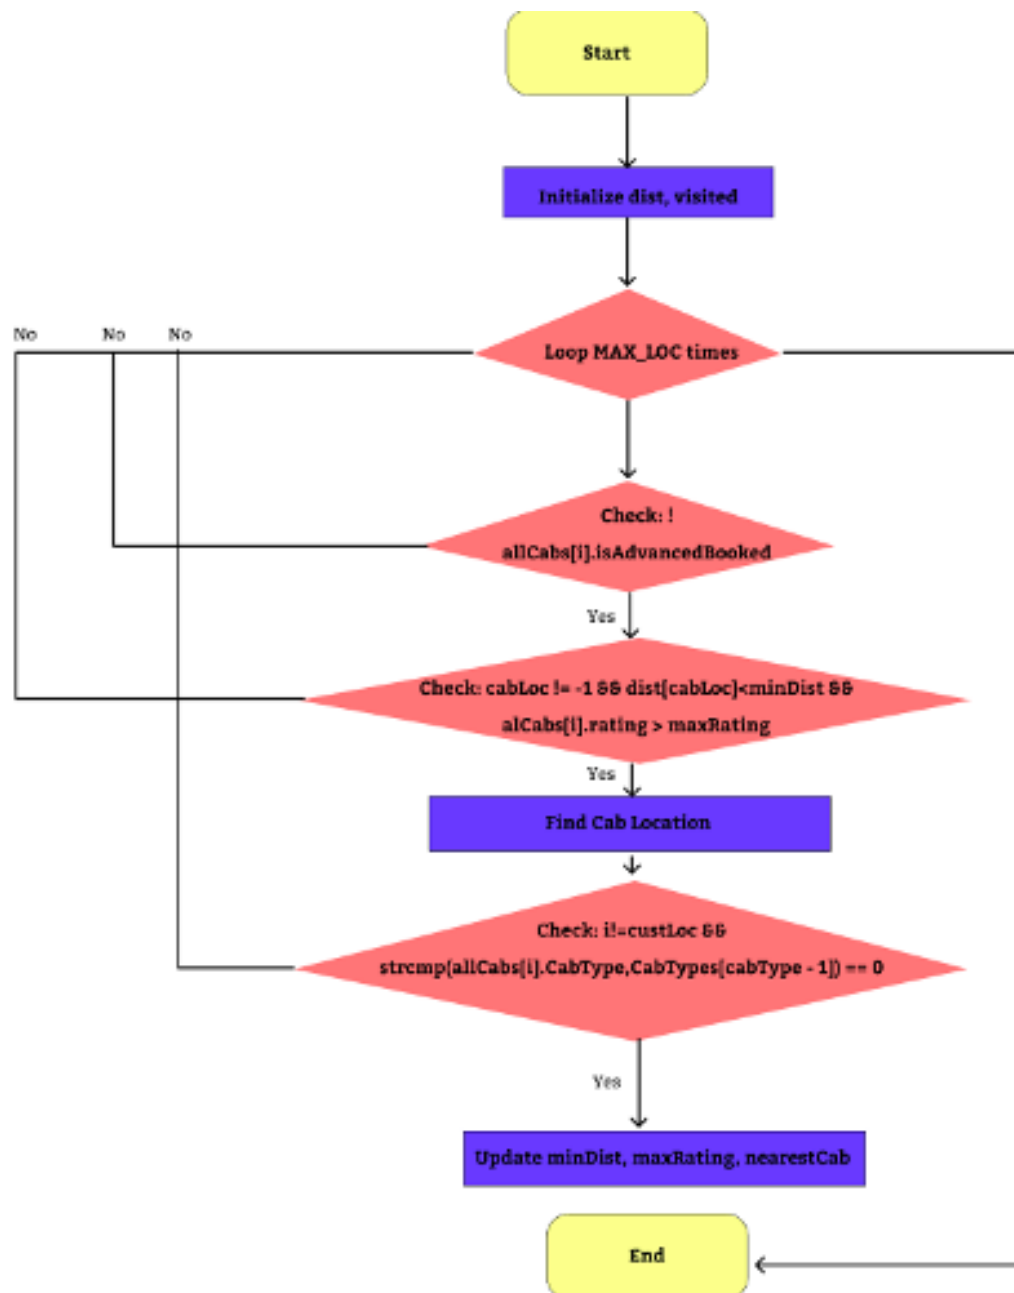 Start
Initialize dist, visited
No No No
Loop MAX_LOC times
Check: !
allCabs[i].isAdvancedBooked
Yes
Check: cabLoc != -1 && dist[cabLoc]<minDist &&
alCabs[i].rating > maxRating
Yes
Find Cab Location
Check: i!=custLoc &&
strcmp(allCabs[i].CabType,CabTypes[cabType - 1]) == 0
Yes
Update minDist, maxRating, nearestCab
End